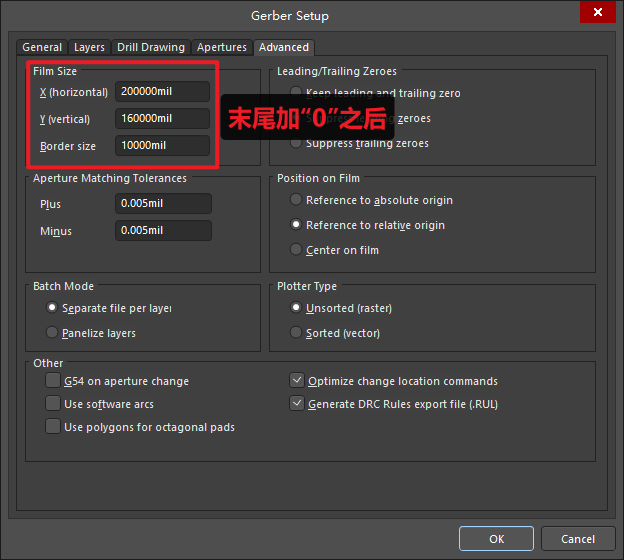 Gerber Setup
General
Layers
Drill Drawing
Apertures
Advanced
Film Size
X (horizontal)
200000mil
Y (vertical)
160000mil
Border size
10000mil
Leading/Trailing Zeroes
Keep leading and trailing zero
zeroes
Suppress trailing zeroes
末尾加“0”之后
Aperture Matching Tolerances
Plus
0.005mil
Minus
0.005mil
Position on Film
Reference to absolute origin
Reference to relative origin
Center on film
Batch Mode
Separate file per layer
Panelize layers
Plotter Type
Unsorted (raster)
Sorted (vector)
Other
G54 on aperture change
Use software arcs
Use polygons for octagonal pads
Optimize change location commands
Generate DRC Rules export file (.RUL)
OK
Cancel